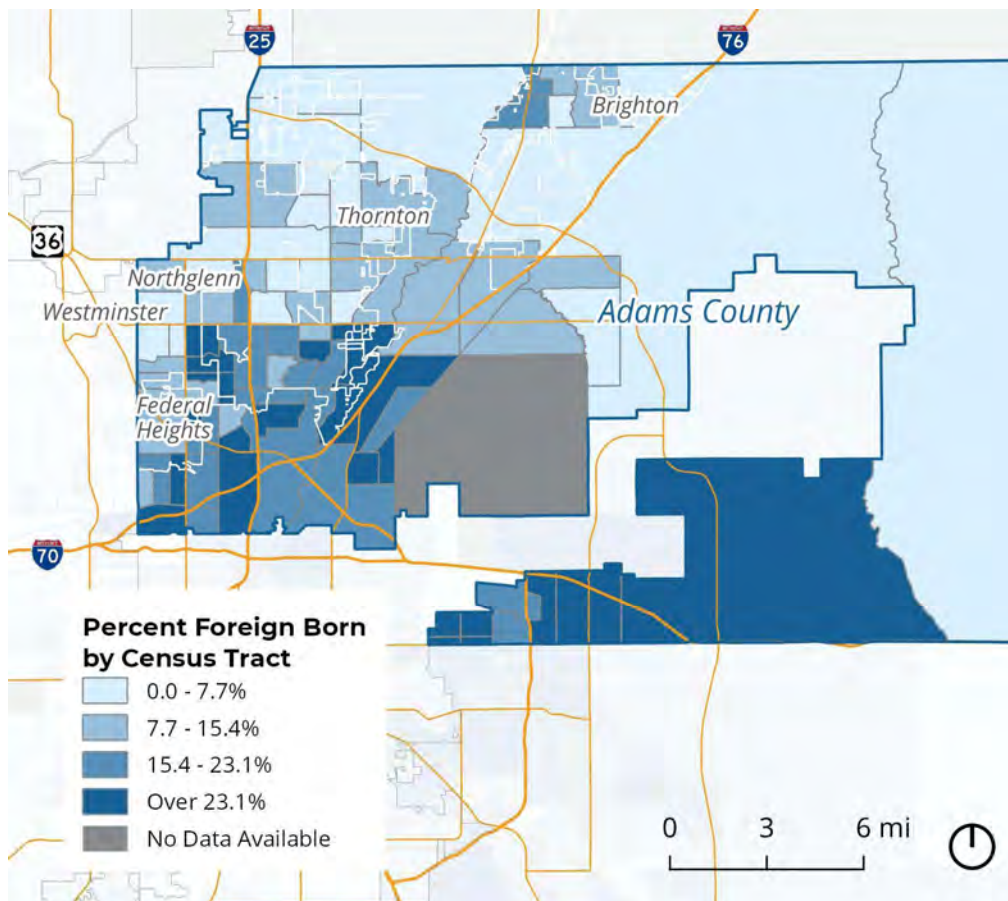 25
76
Brighton
Thornton
36
Northglenn
Westminster
Adams County
Federal
Heights
70
Percent Foreign Born
by Census Tract
0.0 - 7.7%
7.7 - 15.4%
15.4 - 23.1%
Over 23.1%
No Data Available
0 3 6 mi